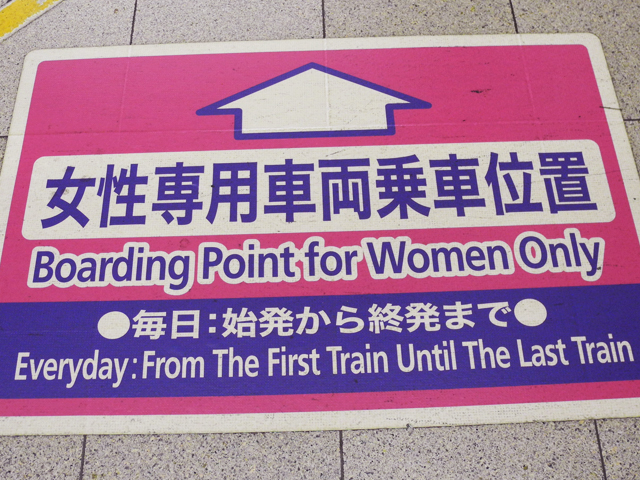 女性専用車両乗車位置
Boarding Point for Women Only
●毎日：始発から終発まで●
Everyday：From The First Train Until The Last Train